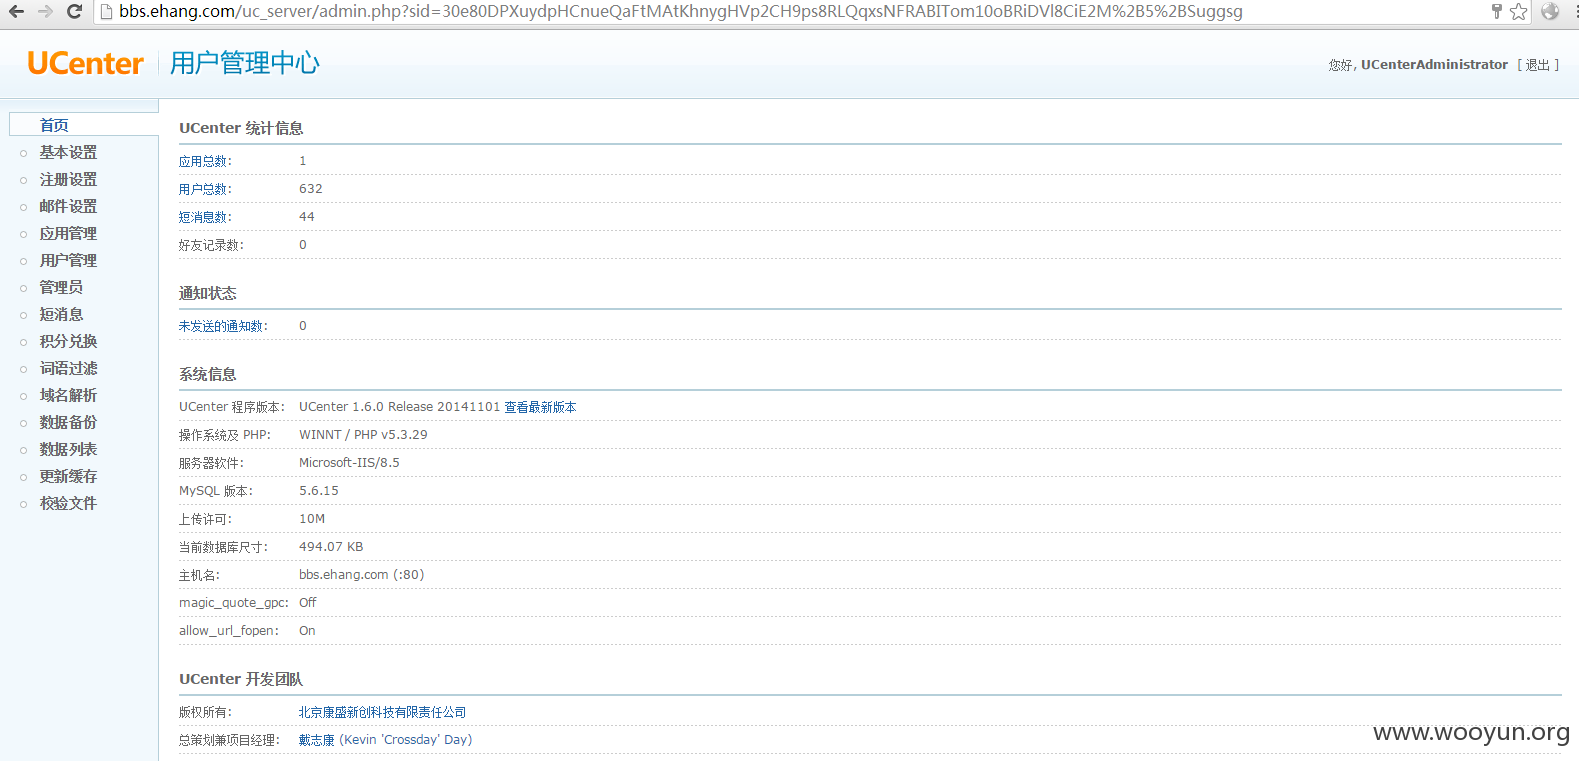 bbs.ehang.com/uc_server/admin.php?sid=30e80DPXuydpHCnueQaFtMAtKhnygHVp2CH9ps8RLQqxsNFRABITom10oBRiDVl8CiE2M%2B5%2BSuggsg
UCenter 用户管理中心
您好, UCenterAdministrator [ 退出 ]
首页
基本设置
注册设置
邮件设置
应用管理
用户管理
管理员
短消息
积分兑换
词语过滤
域名解析
数据备份
数据列表
更新缓存
校验文件
UCenter 统计信息
应用总数: 1
用户总数: 632
短消息数: 44
好友记录数: 0
通知状态
未发送的通知数: 0
系统信息
UCenter 程序版本: UCenter 1.6.0 Release 20141101 查看最新版本
操作系统及 PHP: WINNT / PHP v5.3.29
服务器软件: Microsoft-IIS/8.5
MySQL 版本: 5.6.15
上传许可: 10M
当前数据库尺寸: 494.07 KB
主机名: bbs.ehang.com (:80)
magic_quote_gpc: Off
allow_url_fopen: On
UCenter 开发团队
版权所有: 北京康盛新创科技有限责任公司
总策划兼项目经理: 戴志康 (Kevin 'Crossday' Day)
www.wooyun.org